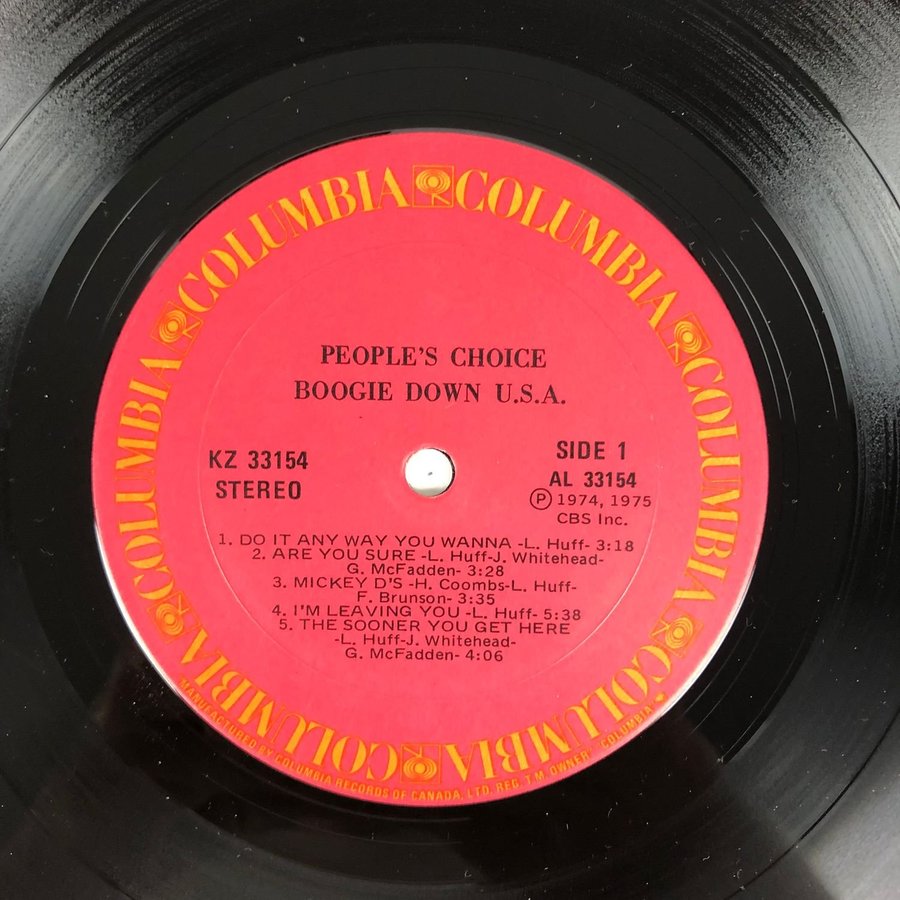 COLUMBIA COLUMBIA COLUMBIA COLUMBIA COLUMBIA COLUMBIA
PEOPLE'S CHOICE
BOOGIE DOWN U.S.A.
KZ 33154
STEREO
SIDE 1
AL 33154
Ⓟ 1974, 1975
CBS Inc.
1. DO IT ANY WAY YOU WANNA -L. Huff- 3:18
2. ARE YOU SURE -L. Huff-J. Whitehead-
G. McFadden- 3:28
3. MICKEY D'S -H. Coombs-L. Huff-
F. Brunson- 3:35
4. I'M LEAVING YOU -L. Huff- 5:38
5. THE SOONER YOU GET HERE
-L. Huff-J. Whitehead-
G. McFadden- 4:06
MANUFACTURED BY COLUMBIA RECORDS OF CANADA, LTD. REG. T.M. OWNER "COLUMBIA"